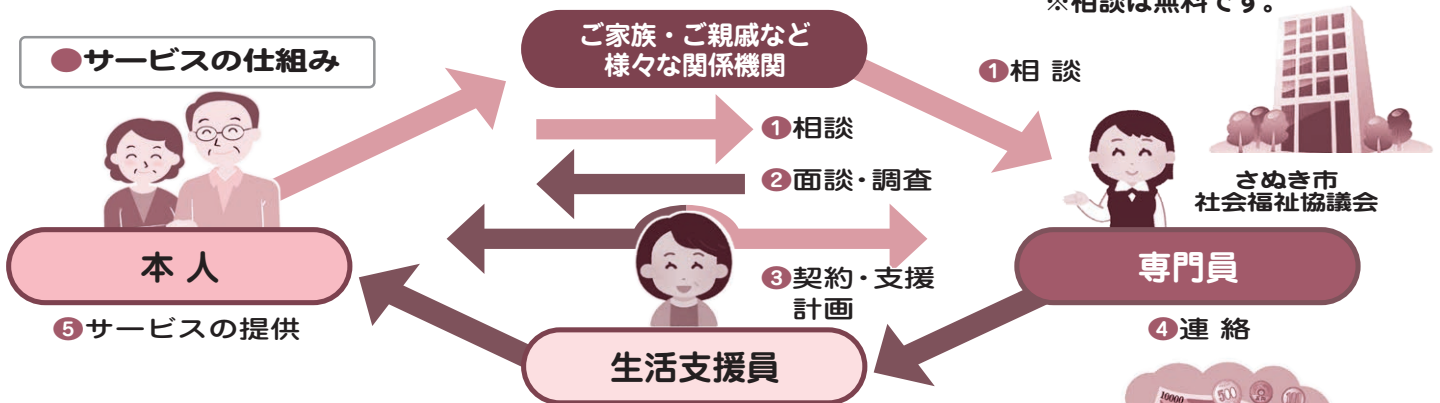 ※相談は無料です。
●サービスの仕組み
ご家族・ご親戚など
様々な関係機関
❶相 談
❶相談
❷面談・調査
さぬき市
社会福祉協議会
本 人
❸契約・支援
計画
専門員
❺サービスの提供
❹連 絡
生活支援員
10000
500
100